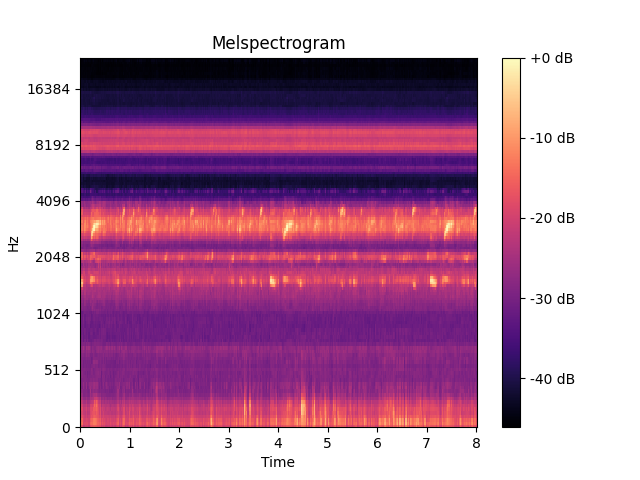 Melspectrogram
16384
8192
4096
2048
1024
512
0
Hz
0 1 2 3 4 5 6 7 8
Time
+0 dB
-10 dB
-20 dB
-30 dB
-40 dB